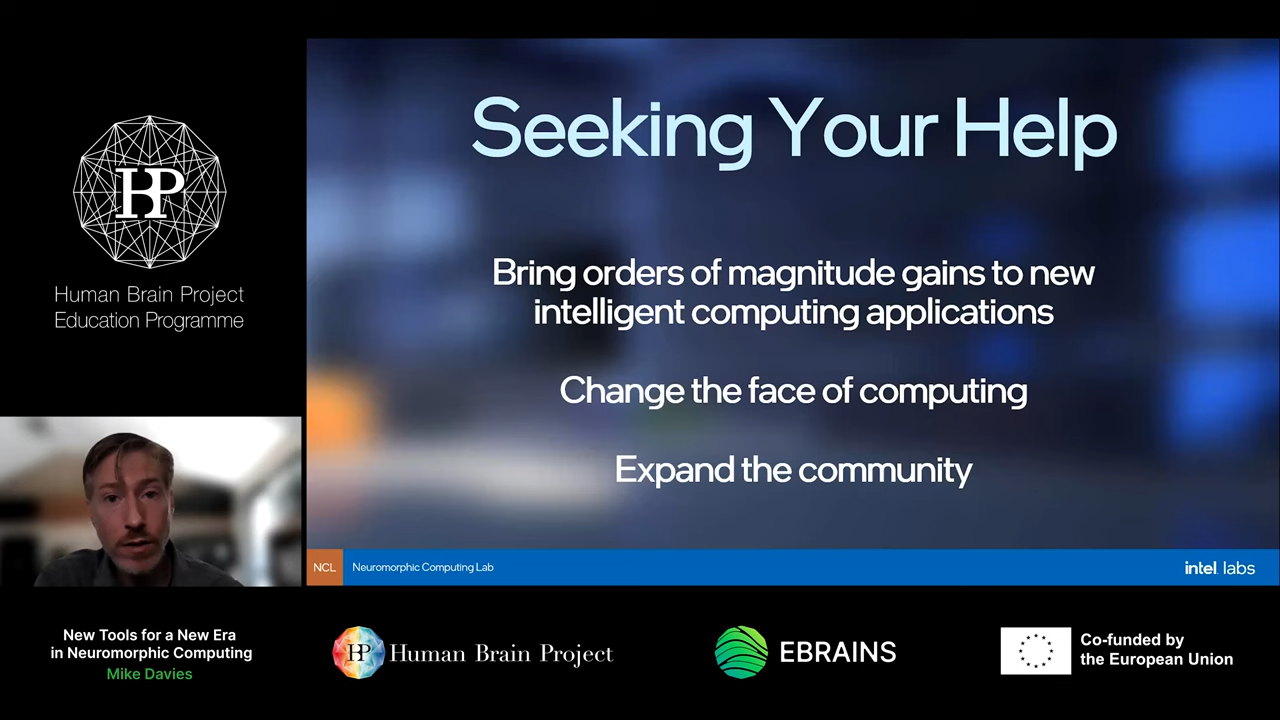 HP
Human Brain Project
Education Programme
Seeking Your Help
Bring orders of magnitude gains to new
intelligent computing applications
Change the face of computing
Expand the community
NCL
Neuromorphic Computing Lab
intel labs
New Tools for a New Era
in Neuromorphic Computing
Mike Davies
HP
Human Brain Project
EBRAINS
Co-funded by
the European Union